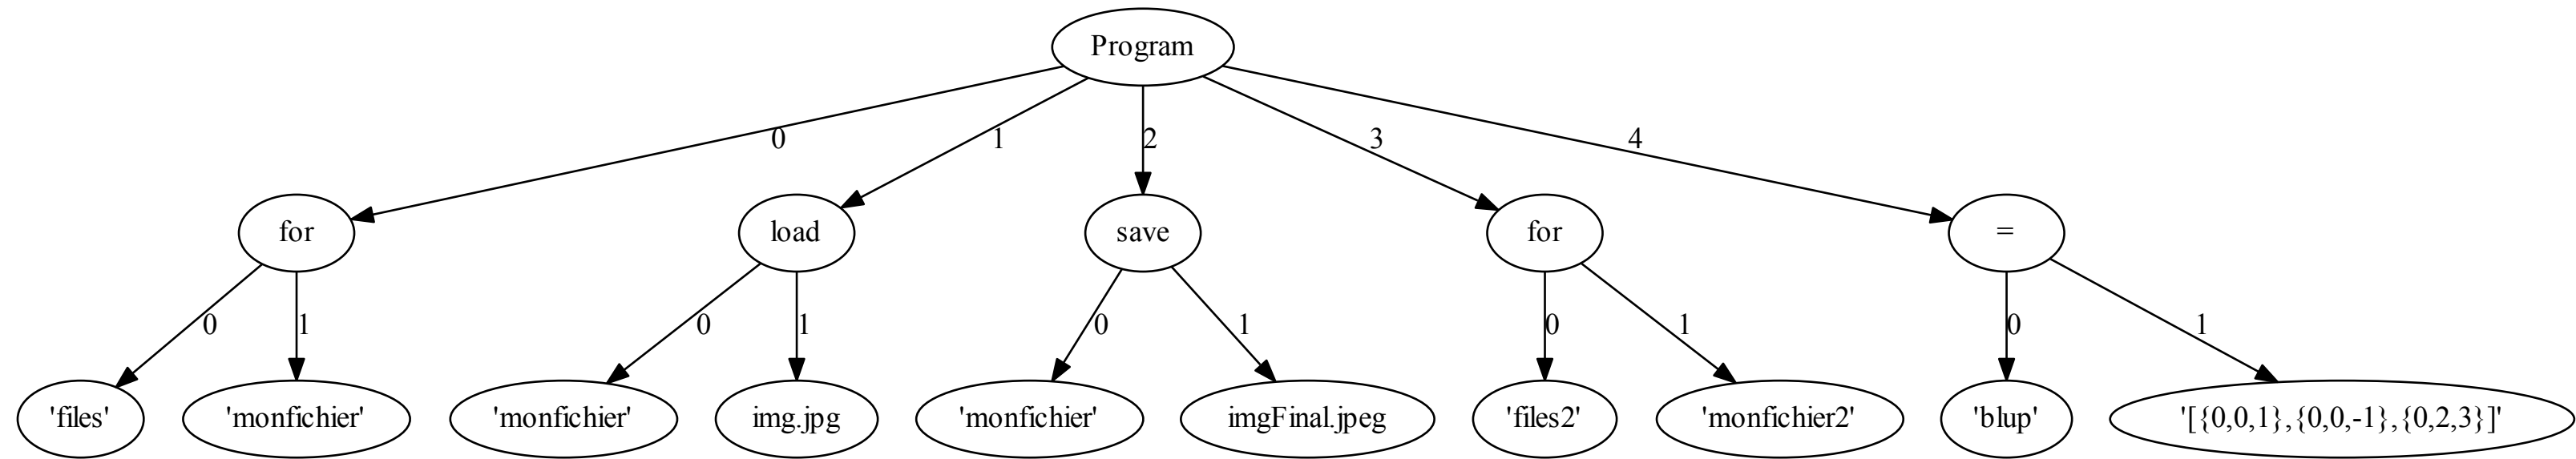 Program
0
1
2
3
4
for
load
save
for
=
0
1
0
1
0
1
0
1
0
1
'files'
'monfichier'
'monfichier'
img.jpg
'monfichier'
imgFinal.jpeg
'files2'
'monfichier2'
'blup'
'[{0,0,1},{0,0,-1},{0,2,3}]'